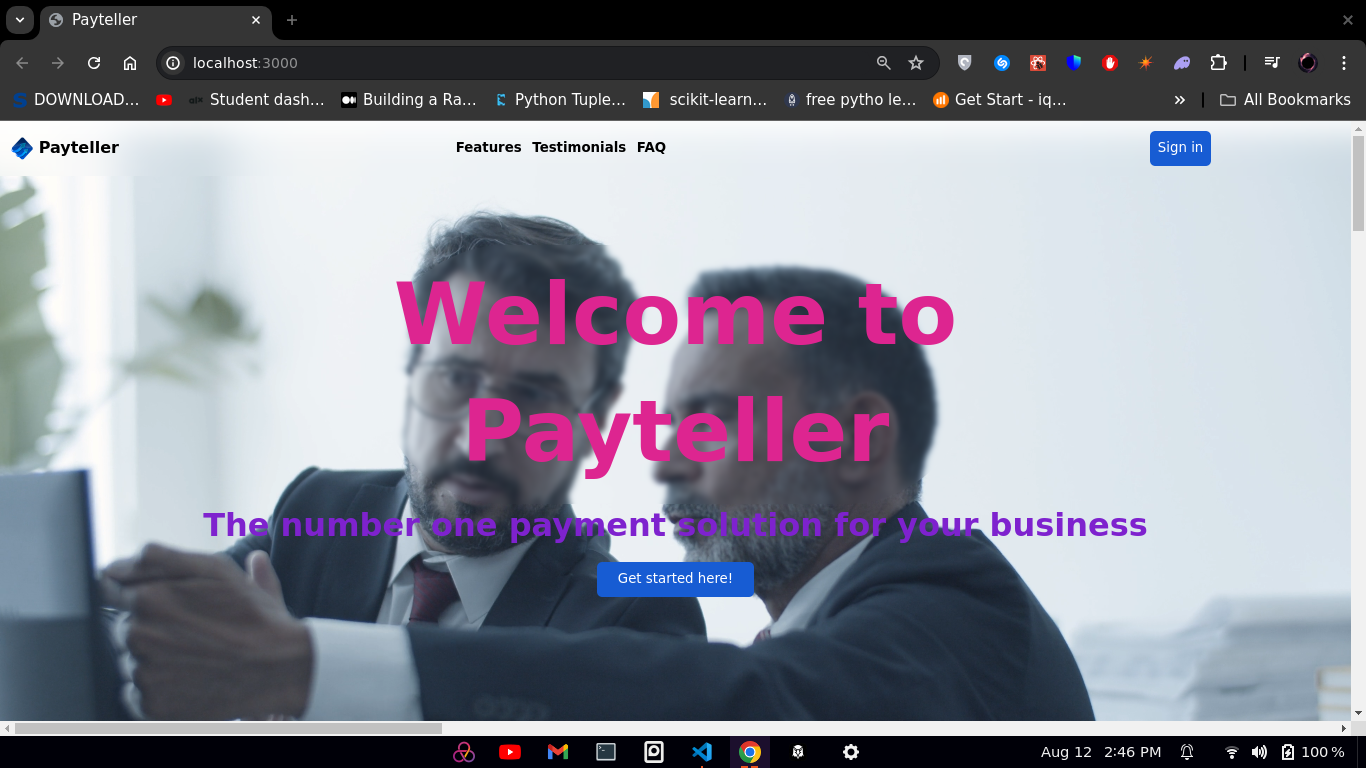 Payteller
localhost:3000
DOWNLOAD... Student dash... Building a Ra... Python Tuple... scikit-learn... free pytho le... Get Start - iq... All Bookmarks
Payteller Features Testimonials FAQ Sign in
Welcome to
Payteller
The number one payment solution for your business
Get started here!
Aug 12 2:46 PM 100 %